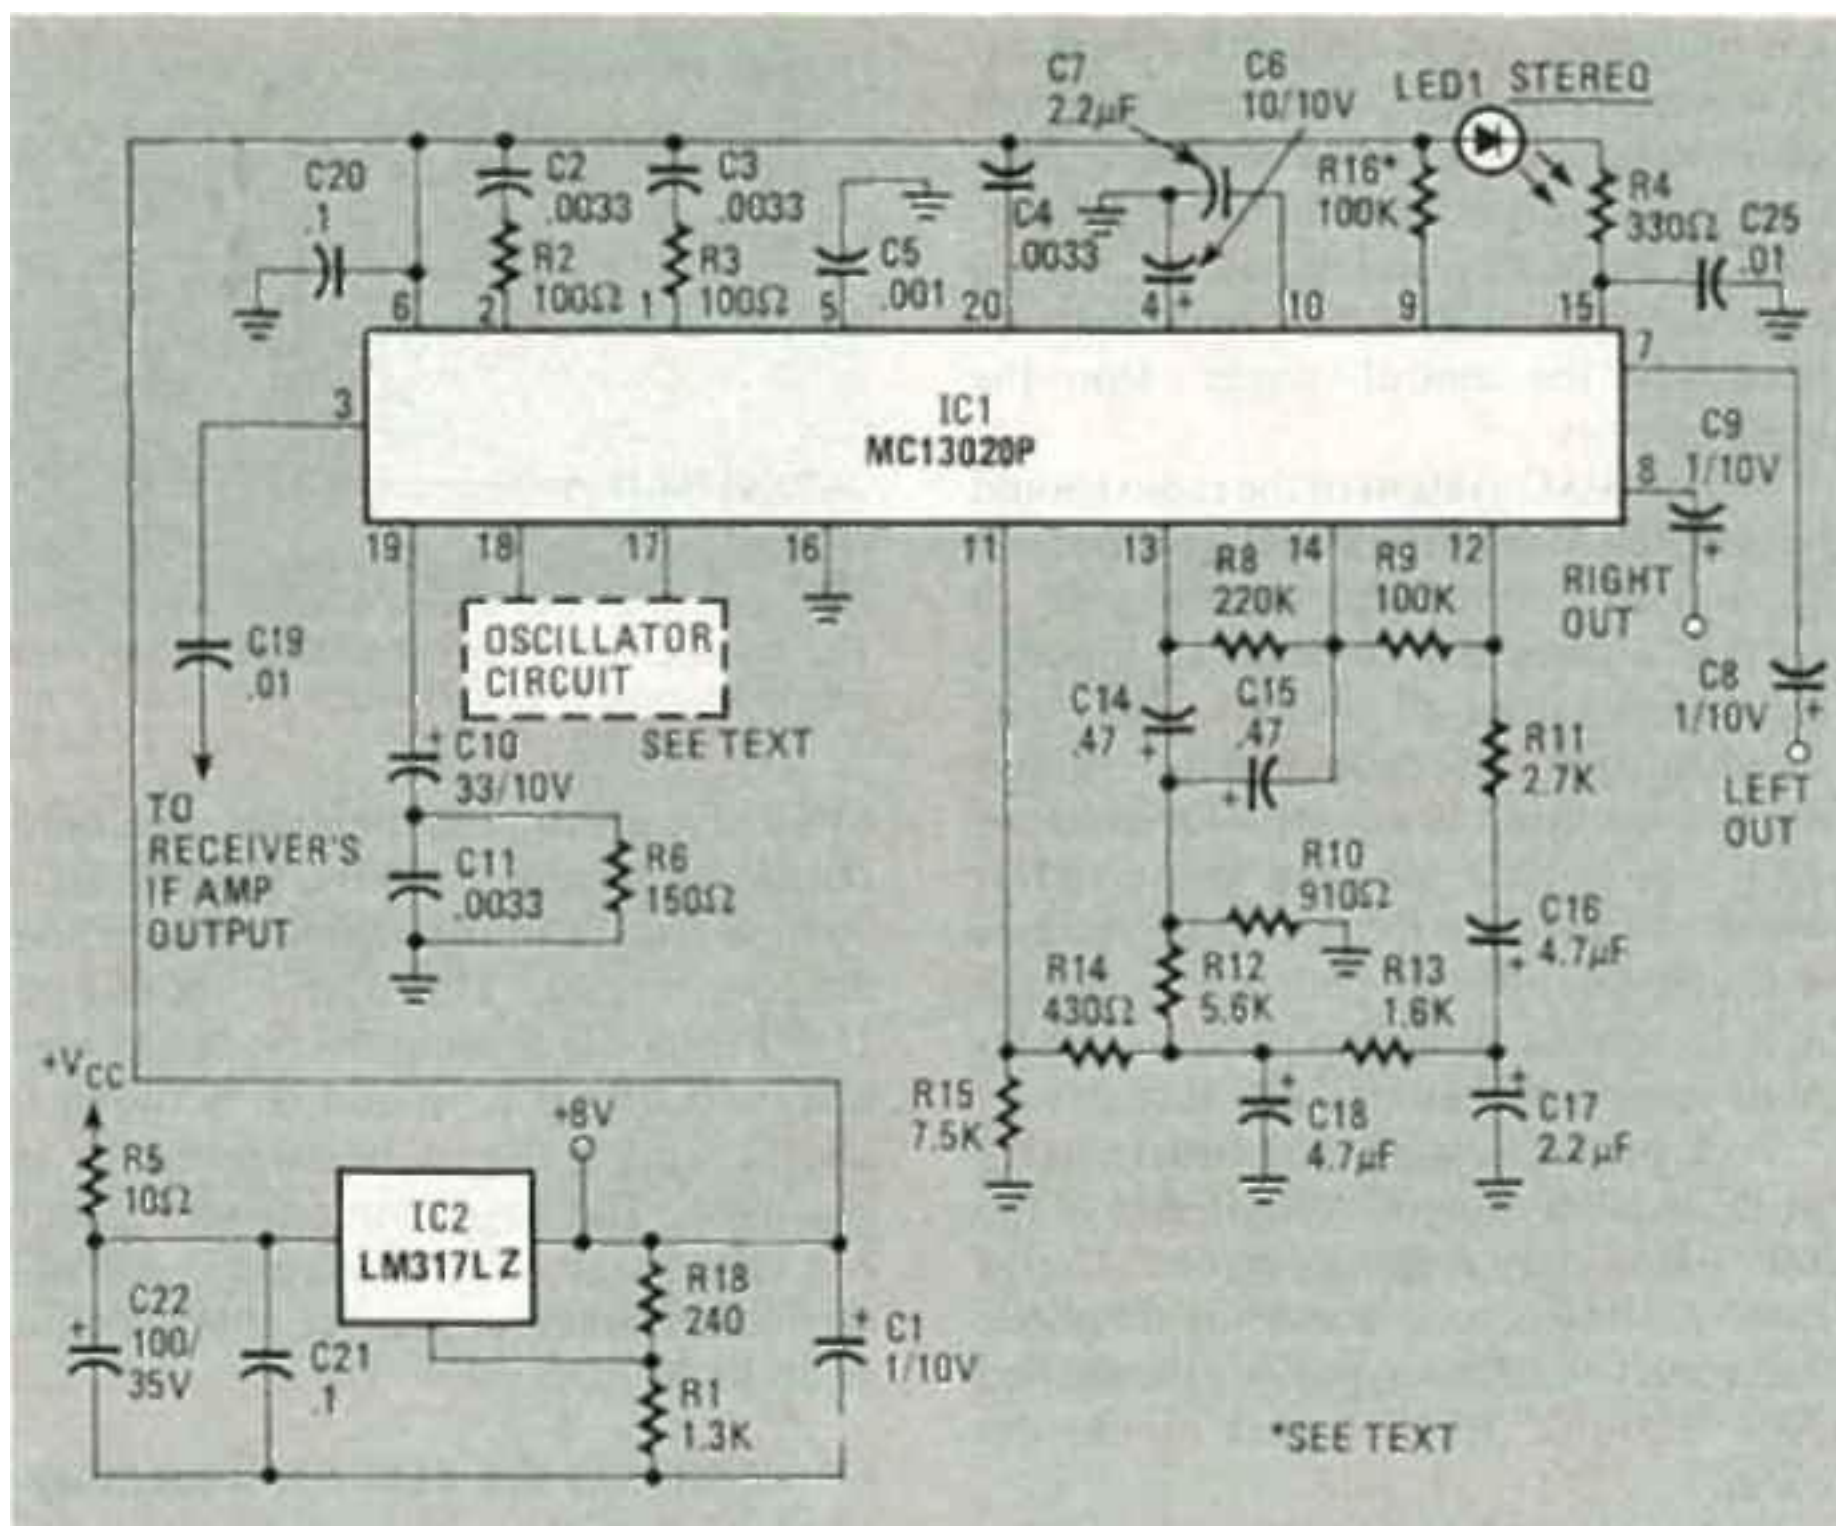 C7
2.2µF
C6
10/10V
LED1 STEREO
C20
.1
C2
.0033
C3
.0033
R2
100Ω
R3
100Ω
C5
.001
C4
.0033
R16*
100K
R4
330Ω
C25
.01
6
2
1
5
20
4
+
10
9
15
7
3
IC1
MC13020P
8
C9
1/10V
+
19
18
17
16
11
13
14
12
R8
220K
R9
100K
RIGHT
OUT
OSCILLATOR
CIRCUIT
SEE TEXT
C19
.01
TO
RECEIVER'S
IF AMP
OUTPUT
+
C10
33/10V
C11
.0033
R6
150Ω
C14
.47
+
C15
.47
+
R11
2.7K
C8
1/10V
+
LEFT
OUT
R10
910Ω
C16
4.7µF
+
R14
430Ω
R12
5.6K
R13
1.6K
R15
7.5K
+
C18
4.7µF
+
C17
2.2µF
+VCC
R5
10Ω
+8V
IC2
LM317LZ
C22
100/
35V
+
C21
.1
R18
240
R1
1.3K
+
C1
1/10V
*SEE TEXT